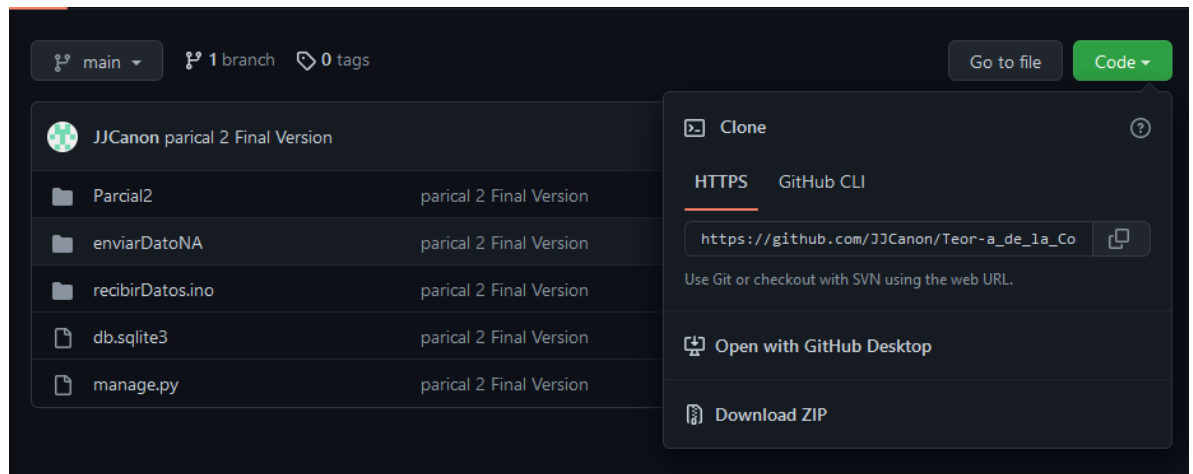 main
1 branch
0 tags
Go to file
Code
JJCanon parical 2 Final Version
Parcial2 parical 2 Final Version
enviarDatoNA parical 2 Final Version
recibirDatos.ino parical 2 Final Version
db.sqlite3 parical 2 Final Version
manage.py parical 2 Final Version
Clone
HTTPS GitHub CLI
https://github.com/JJCanon/Teor-a_de_la_Co
Use Git or checkout with SVN using the web URL.
Open with GitHub Desktop
Download ZIP